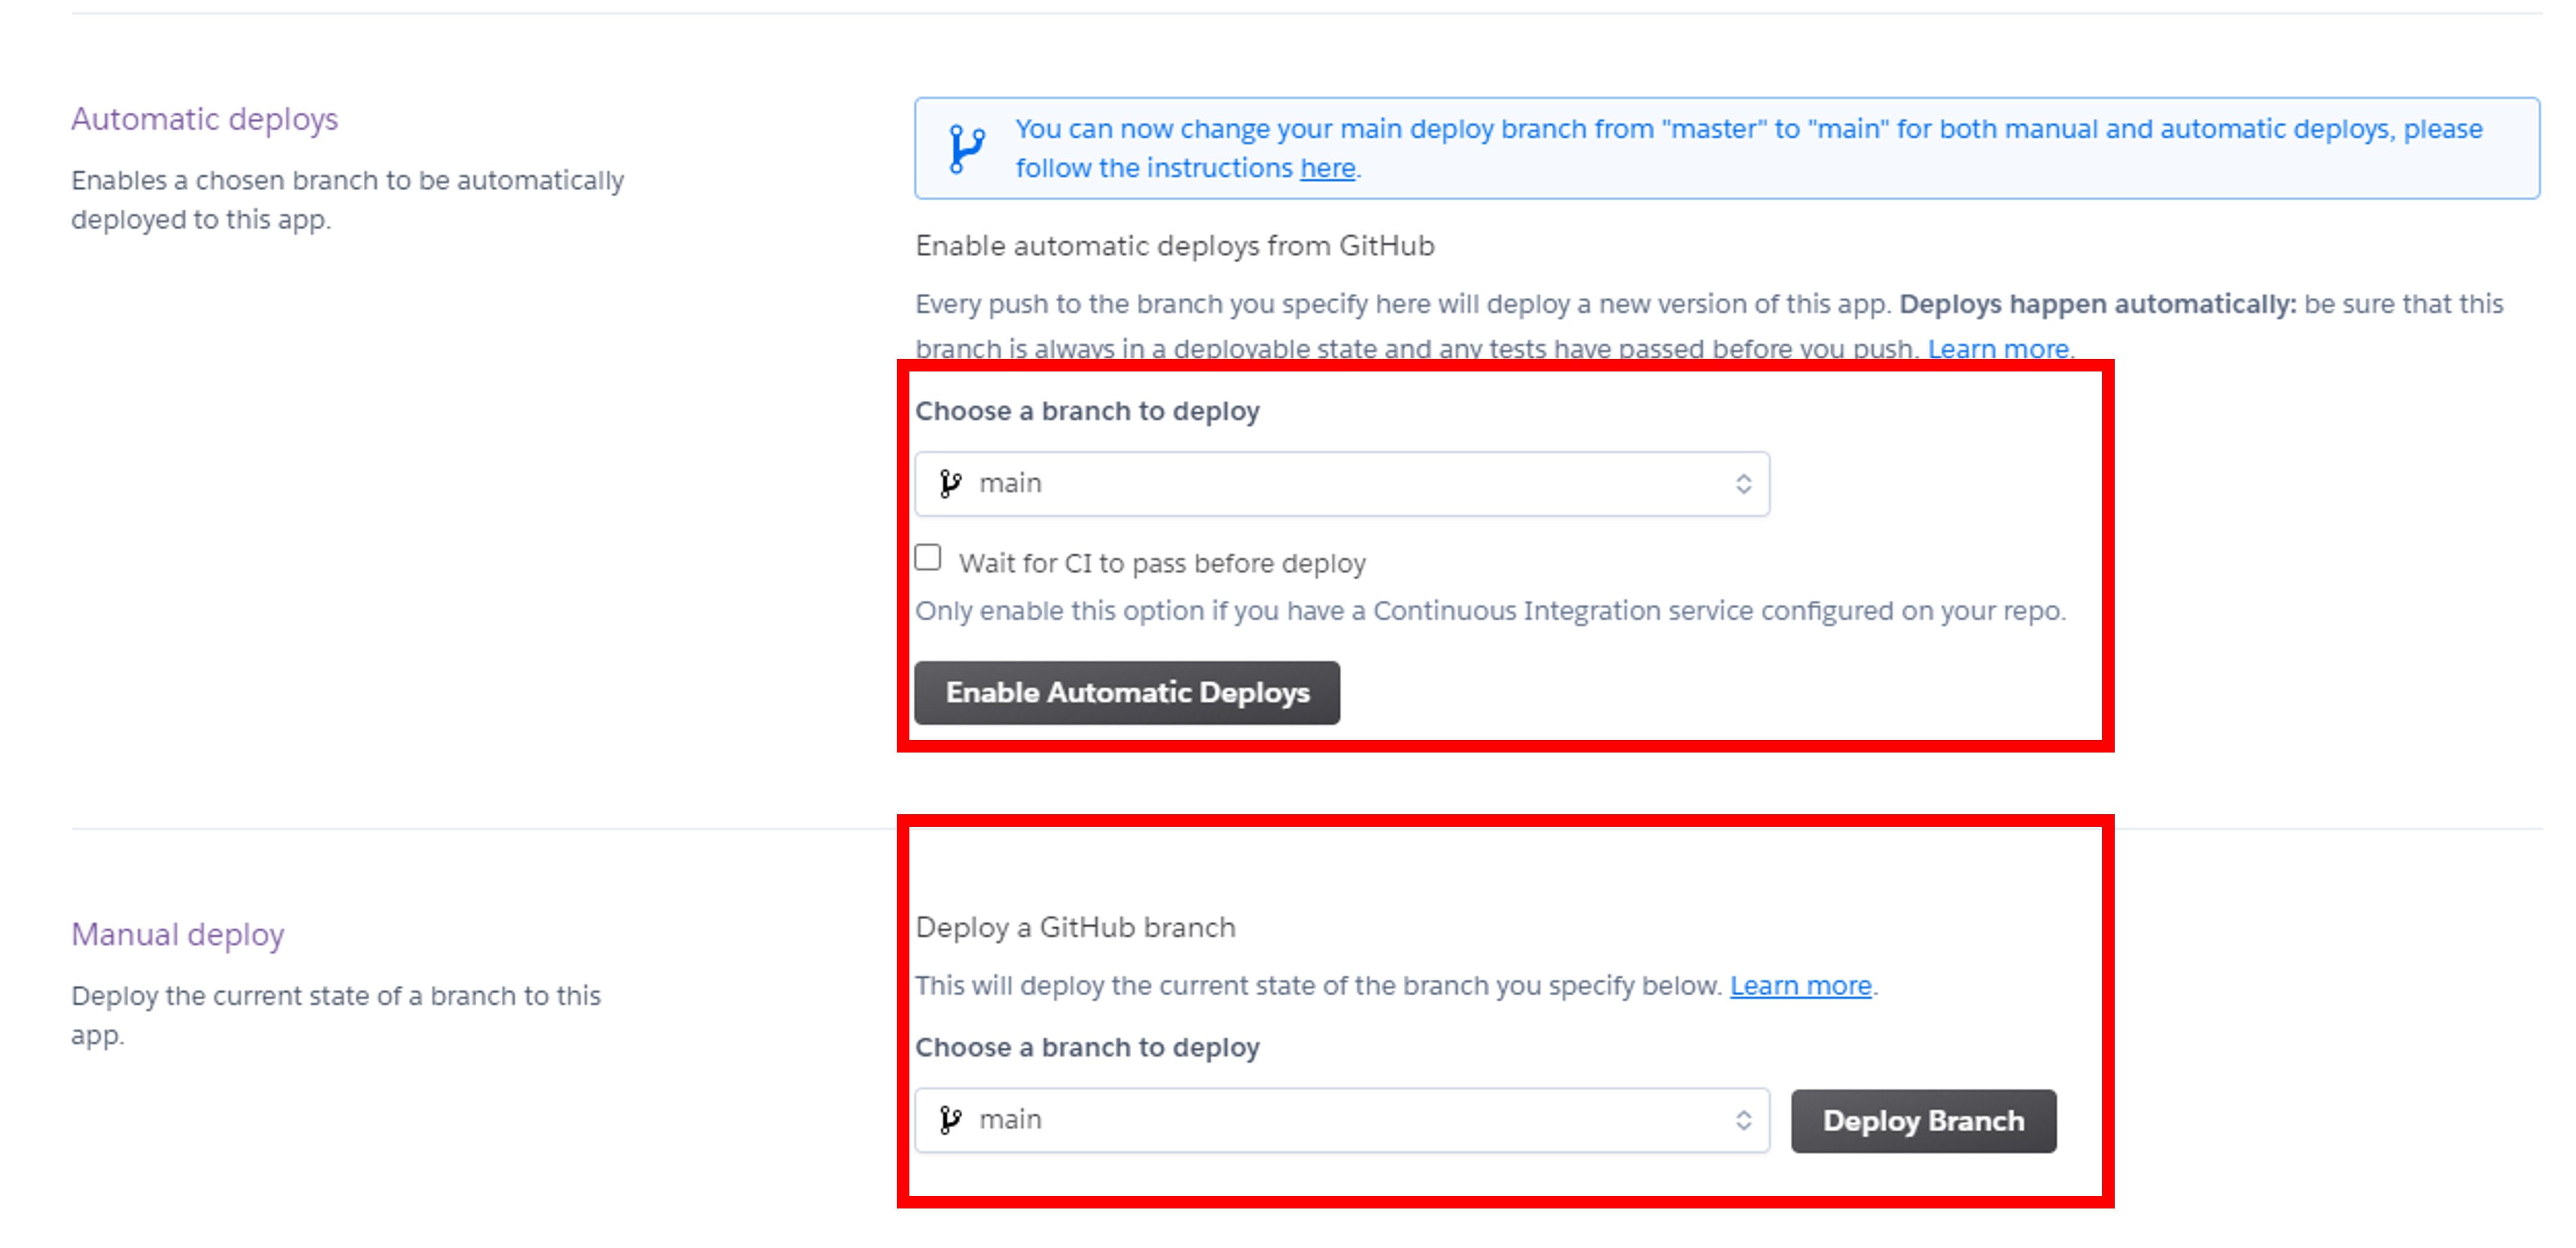 Automatic deploys
Enables a chosen branch to be automatically
deployed to this app.
You can now change your main deploy branch from "master" to "main" for both manual and automatic deploys, please
follow the instructions here.
Enable automatic deploys from GitHub
Every push to the branch you specify here will deploy a new version of this app. Deploys happen automatically: be sure that this
branch is always in a deployable state and any tests have passed before you push. Learn more.
Choose a branch to deploy
main
Wait for CI to pass before deploy
Only enable this option if you have a Continuous Integration service configured on your repo.
Enable Automatic Deploys
Manual deploy
Deploy the current state of a branch to this
app.
Deploy a GitHub branch
This will deploy the current state of the branch you specify below. Learn more.
Choose a branch to deploy
main
Deploy Branch